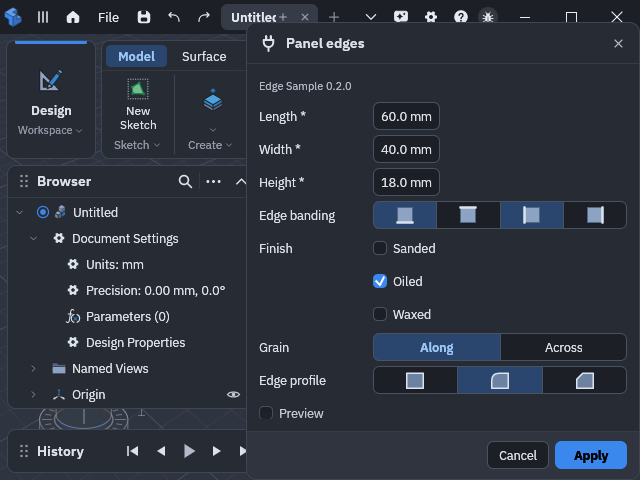 File
Untitled
Panel edges
Model
Surface
Design
Workspace
New
Sketch
Sketch
Create
Browser
Untitled
Document Settings
Units: mm
Precision: 0.00 mm, 0.0°
Parameters (0)
Design Properties
Named Views
Origin
History
Edge Sample 0.2.0
Length *
60.0 mm
Width *
40.0 mm
Height *
18.0 mm
Edge banding
Finish
Sanded
Oiled
Waxed
Grain
Along
Across
Edge profile
Preview
Cancel
Apply